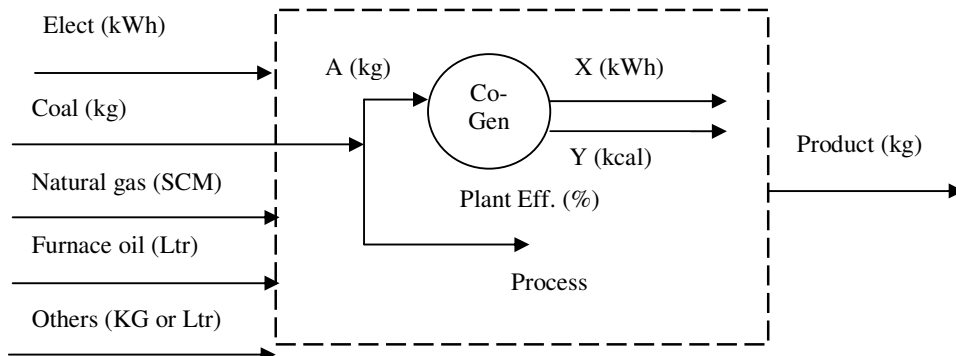 Elect (kWh)
A (kg)
X (kWh)
Coal (kg)
Co-
Gen
Y (kcal)
Product (kg)
Natural gas (SCM)
Plant Eff. (%)
Furnace oil (Ltr)
Process
Others (KG or Ltr)